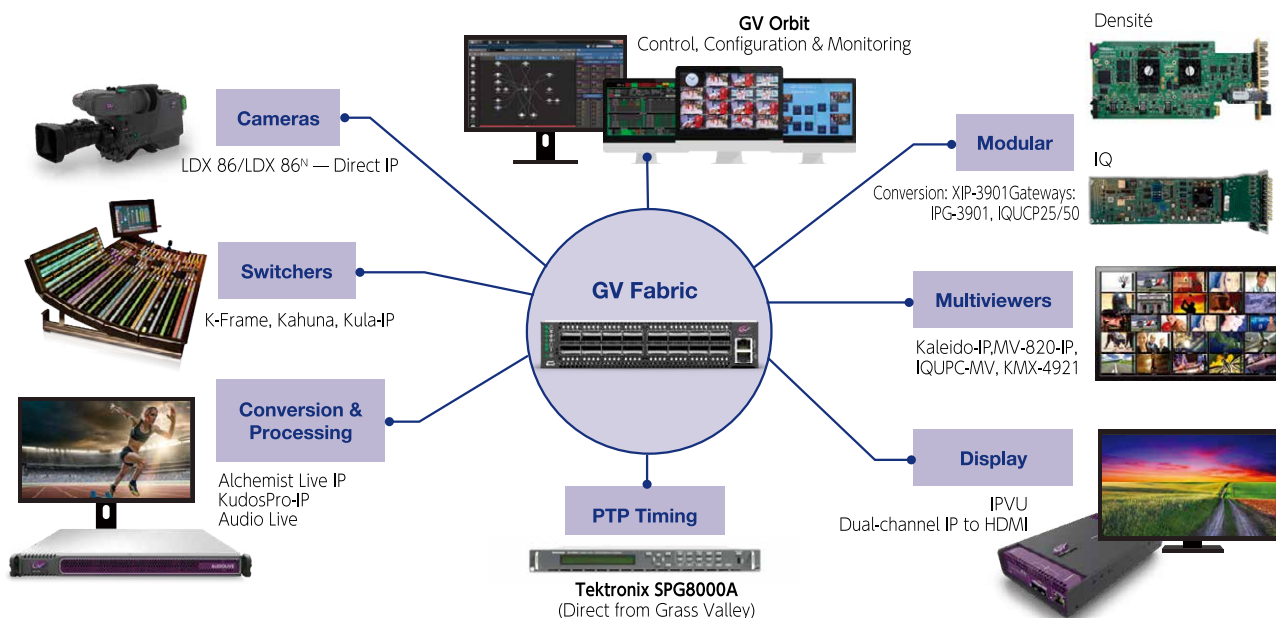 GV Orbit
Control, Configuration & Monitoring
Densité
Cameras
LDX 86/LDX 86ᴺ — Direct IP
Modular
IQ
Conversion: XIP-3901Gateways:
IPG-3901, IQUCP25/50
Switchers
K-Frame, Kahuna, Kula-IP
GV Fabric
Multiviewers
Kaleido-IP,MV-820-IP,
IQUPC-MV, KMX-4921
Conversion &
Processing
Alchemist Live IP
KudosPro-IP
Audio Live
AUDIOLIVE
Display
IPVU
Dual-channel IP to HDMI
PTP Timing
Tektronix SPG8000A
(Direct from Grass Valley)